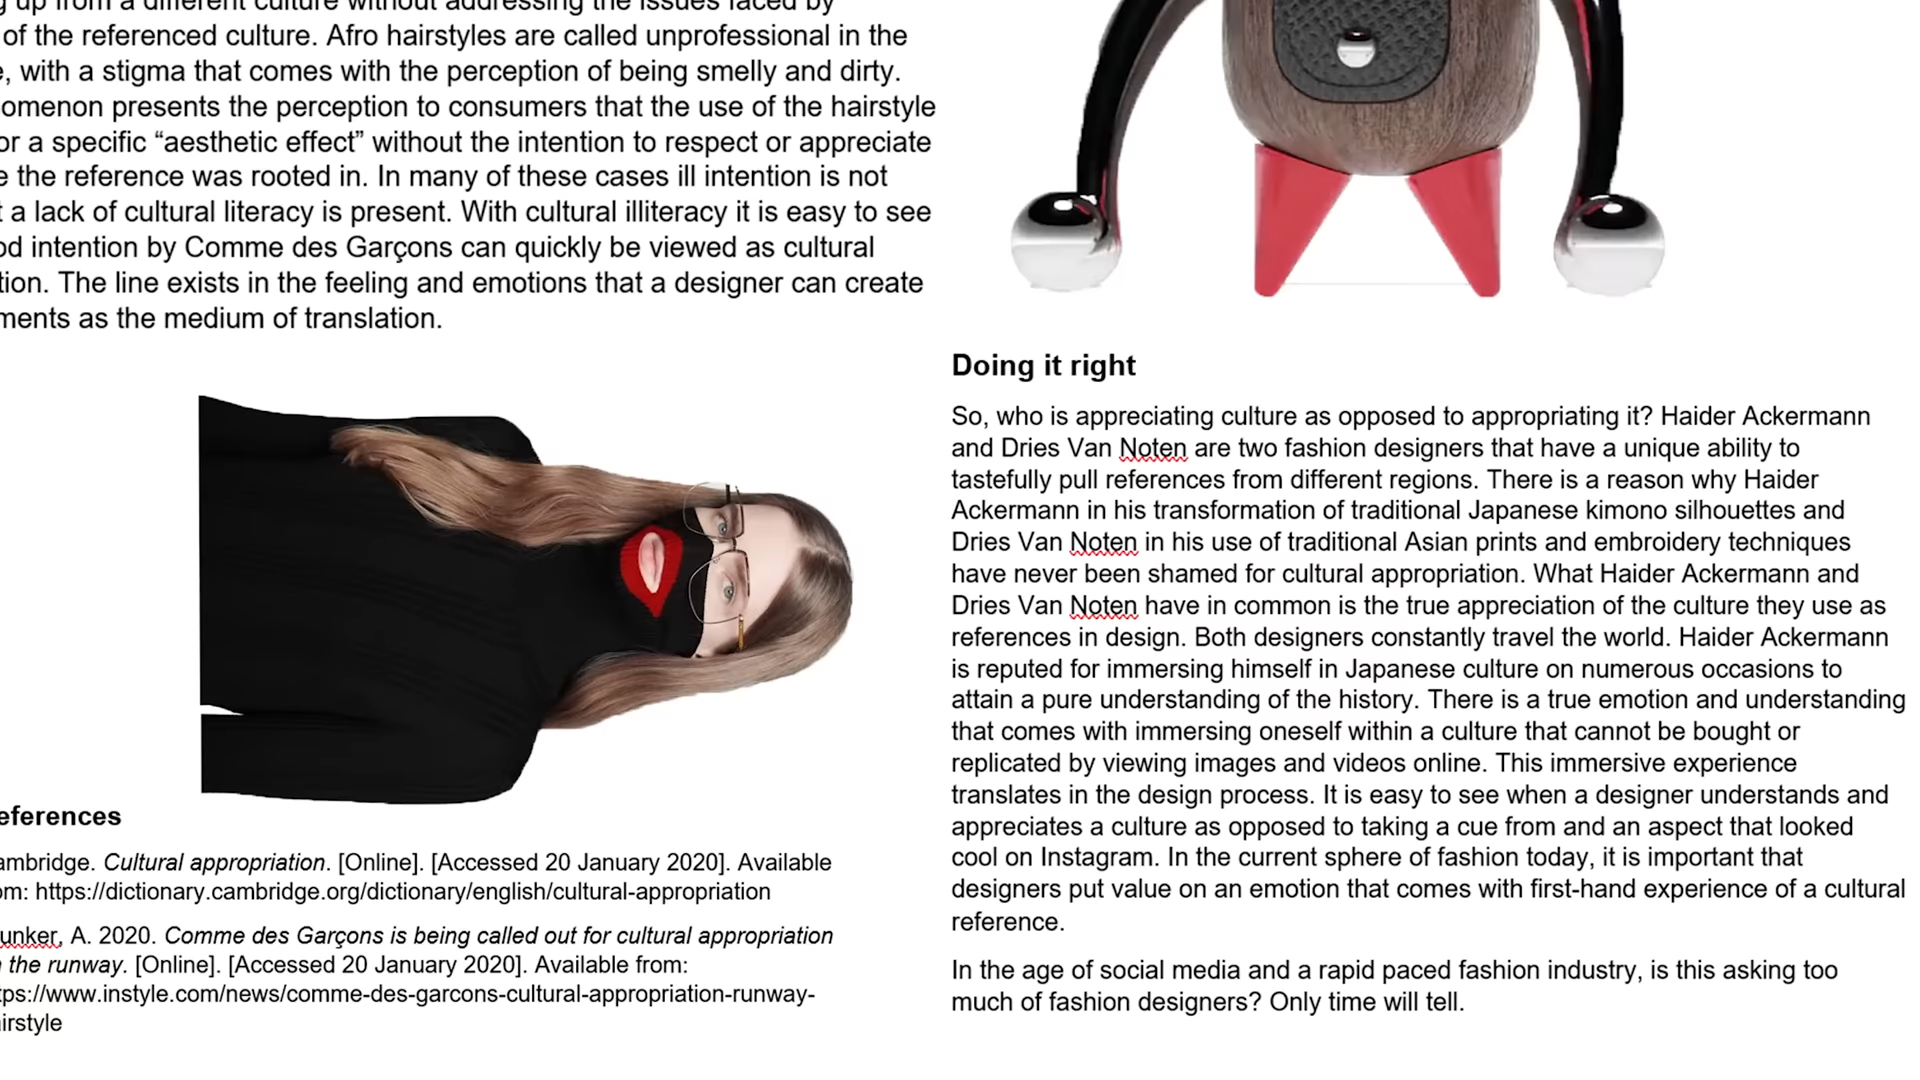 up from a different culture without addressing the issues faced by
of the referenced culture. Afro hairstyles are called unprofessional in the
with a stigma that comes with the perception of being smelly and dirty.
presents the perception to consumers that the use of the hairstyle
or a specific “aesthetic effect” without the intention to respect or appreciate
the reference was rooted in. In many of these cases ill intention is not
a lack of cultural literacy is present. With cultural illiteracy it is easy to see
intention by Comme des Garçons can quickly be viewed as cultural
tion. The line exists in the feeling and emotions that a designer can create
ments as the medium of translation.
eferences
ambridge. Cultural appropriation. [Online]. [Accessed 20 January 2020]. Available
om: https://dictionary.cambridge.org/dictionary/english/cultural-appropriation
unker, A. 2020. Comme des Garçons is being called out for cultural appropriation
the runway. [Online]. [Accessed 20 January 2020]. Available from:
tps://www.instyle.com/news/comme-des-garcons-cultural-appropriation-runway-
airstyle
Doing it right
So, who is appreciating culture as opposed to appropriating it? Haider Ackermann
and Dries Van Noten are two fashion designers that have a unique ability to
tastefully pull references from different regions. There is a reason why Haider
Ackermann in his transformation of traditional Japanese kimono silhouettes and
Dries Van Noten in his use of traditional Asian prints and embroidery techniques
have never been shamed for cultural appropriation. What Haider Ackermann and
Dries Van Noten have in common is the true appreciation of the culture they use as
references in design. Both designers constantly travel the world. Haider Ackermann
is reputed for immersing himself in Japanese culture on numerous occasions to
attain a pure understanding of the history. There is a true emotion and understanding
that comes with immersing oneself within a culture that cannot be bought or
replicated by viewing images and videos online. This immersive experience
translates in the design process. It is easy to see when a designer understands and
appreciates a culture as opposed to taking a cue from and an aspect that looked
cool on Instagram. In the current sphere of fashion today, it is important that
designers put value on an emotion that comes with first-hand experience of a cultural
reference.
In the age of social media and a rapid paced fashion industry, is this asking too
much of fashion designers? Only time will tell.